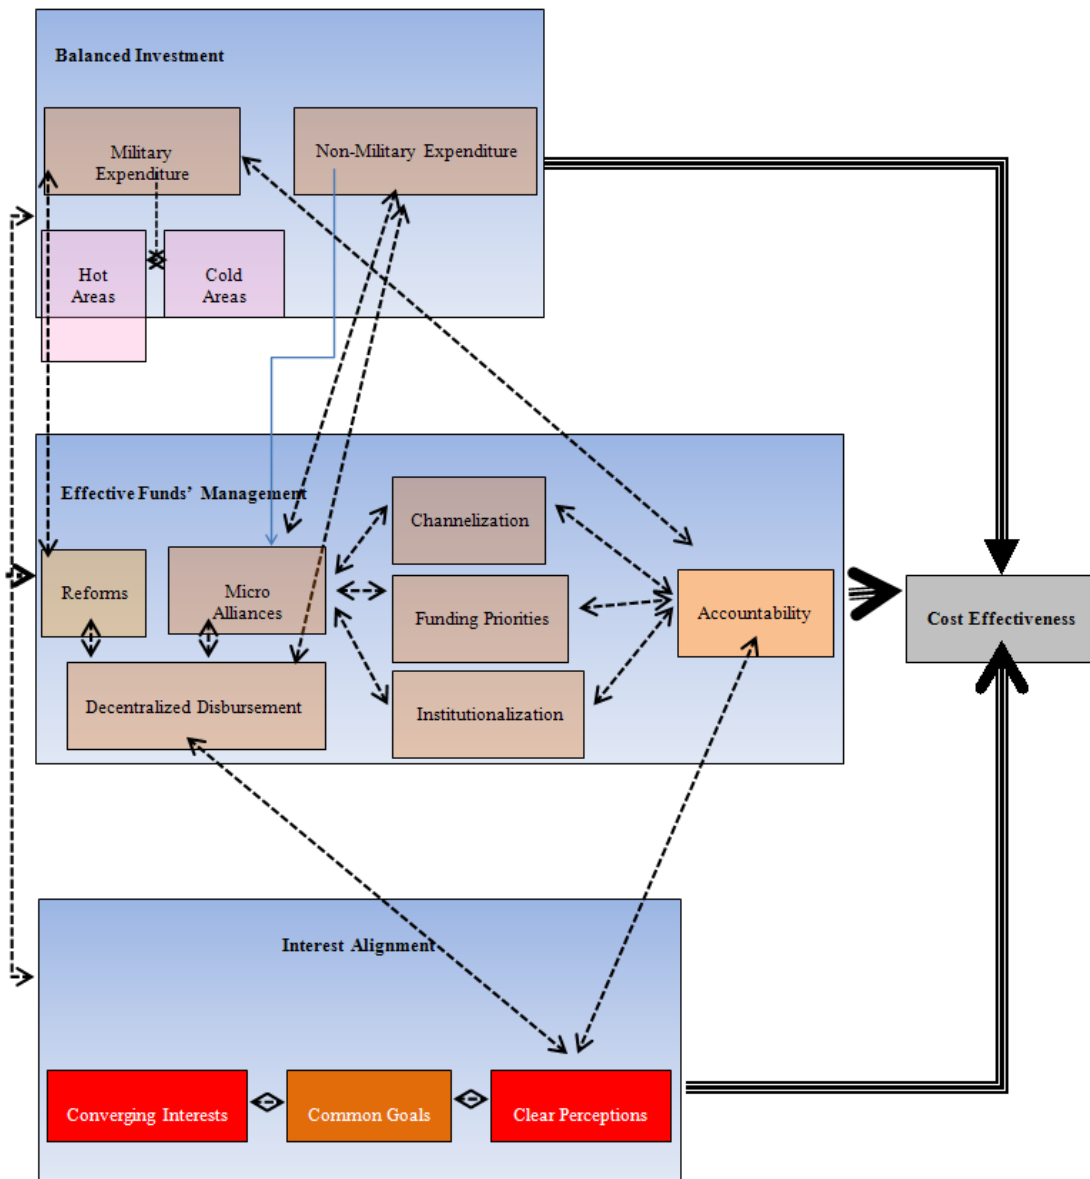 Balanced Investment
Military
Expenditure
Non-Military Expenditure
Hot
Areas
Cold
Areas
Effective Funds’ Management
Channelization
Reforms
Micro
Alliances
Funding Priorities
Accountability
Cost Effectiveness
Decentralized Disbursement
Institutionalization
Interest Alignment
Converging Interests
Common Goals
Clear Perceptions